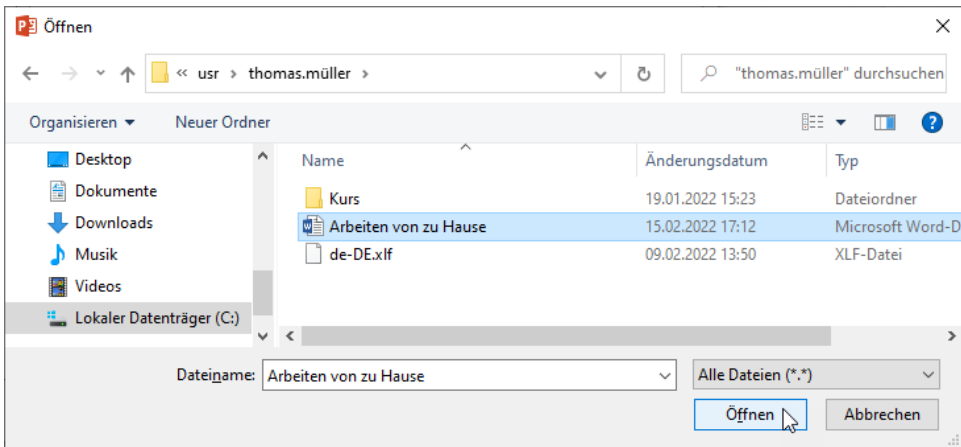 Öffnen
« usr › thomas.müller ›
"thomas.müller" durchsuchen
Organisieren Neuer Ordner
Desktop
Dokumente
Downloads
Musik
Videos
Lokaler Datenträger (C:)
Name Änderungsdatum Typ
Kurs 19.01.2022 15:23 Dateiordner
Arbeiten von zu Hause 15.02.2022 17:12 Microsoft Word-D
de-DE.xlf 09.02.2022 13:50 XLF-Datei
Dateiname: Arbeiten von zu Hause Alle Dateien (*.*)
Öffnen Abbrechen